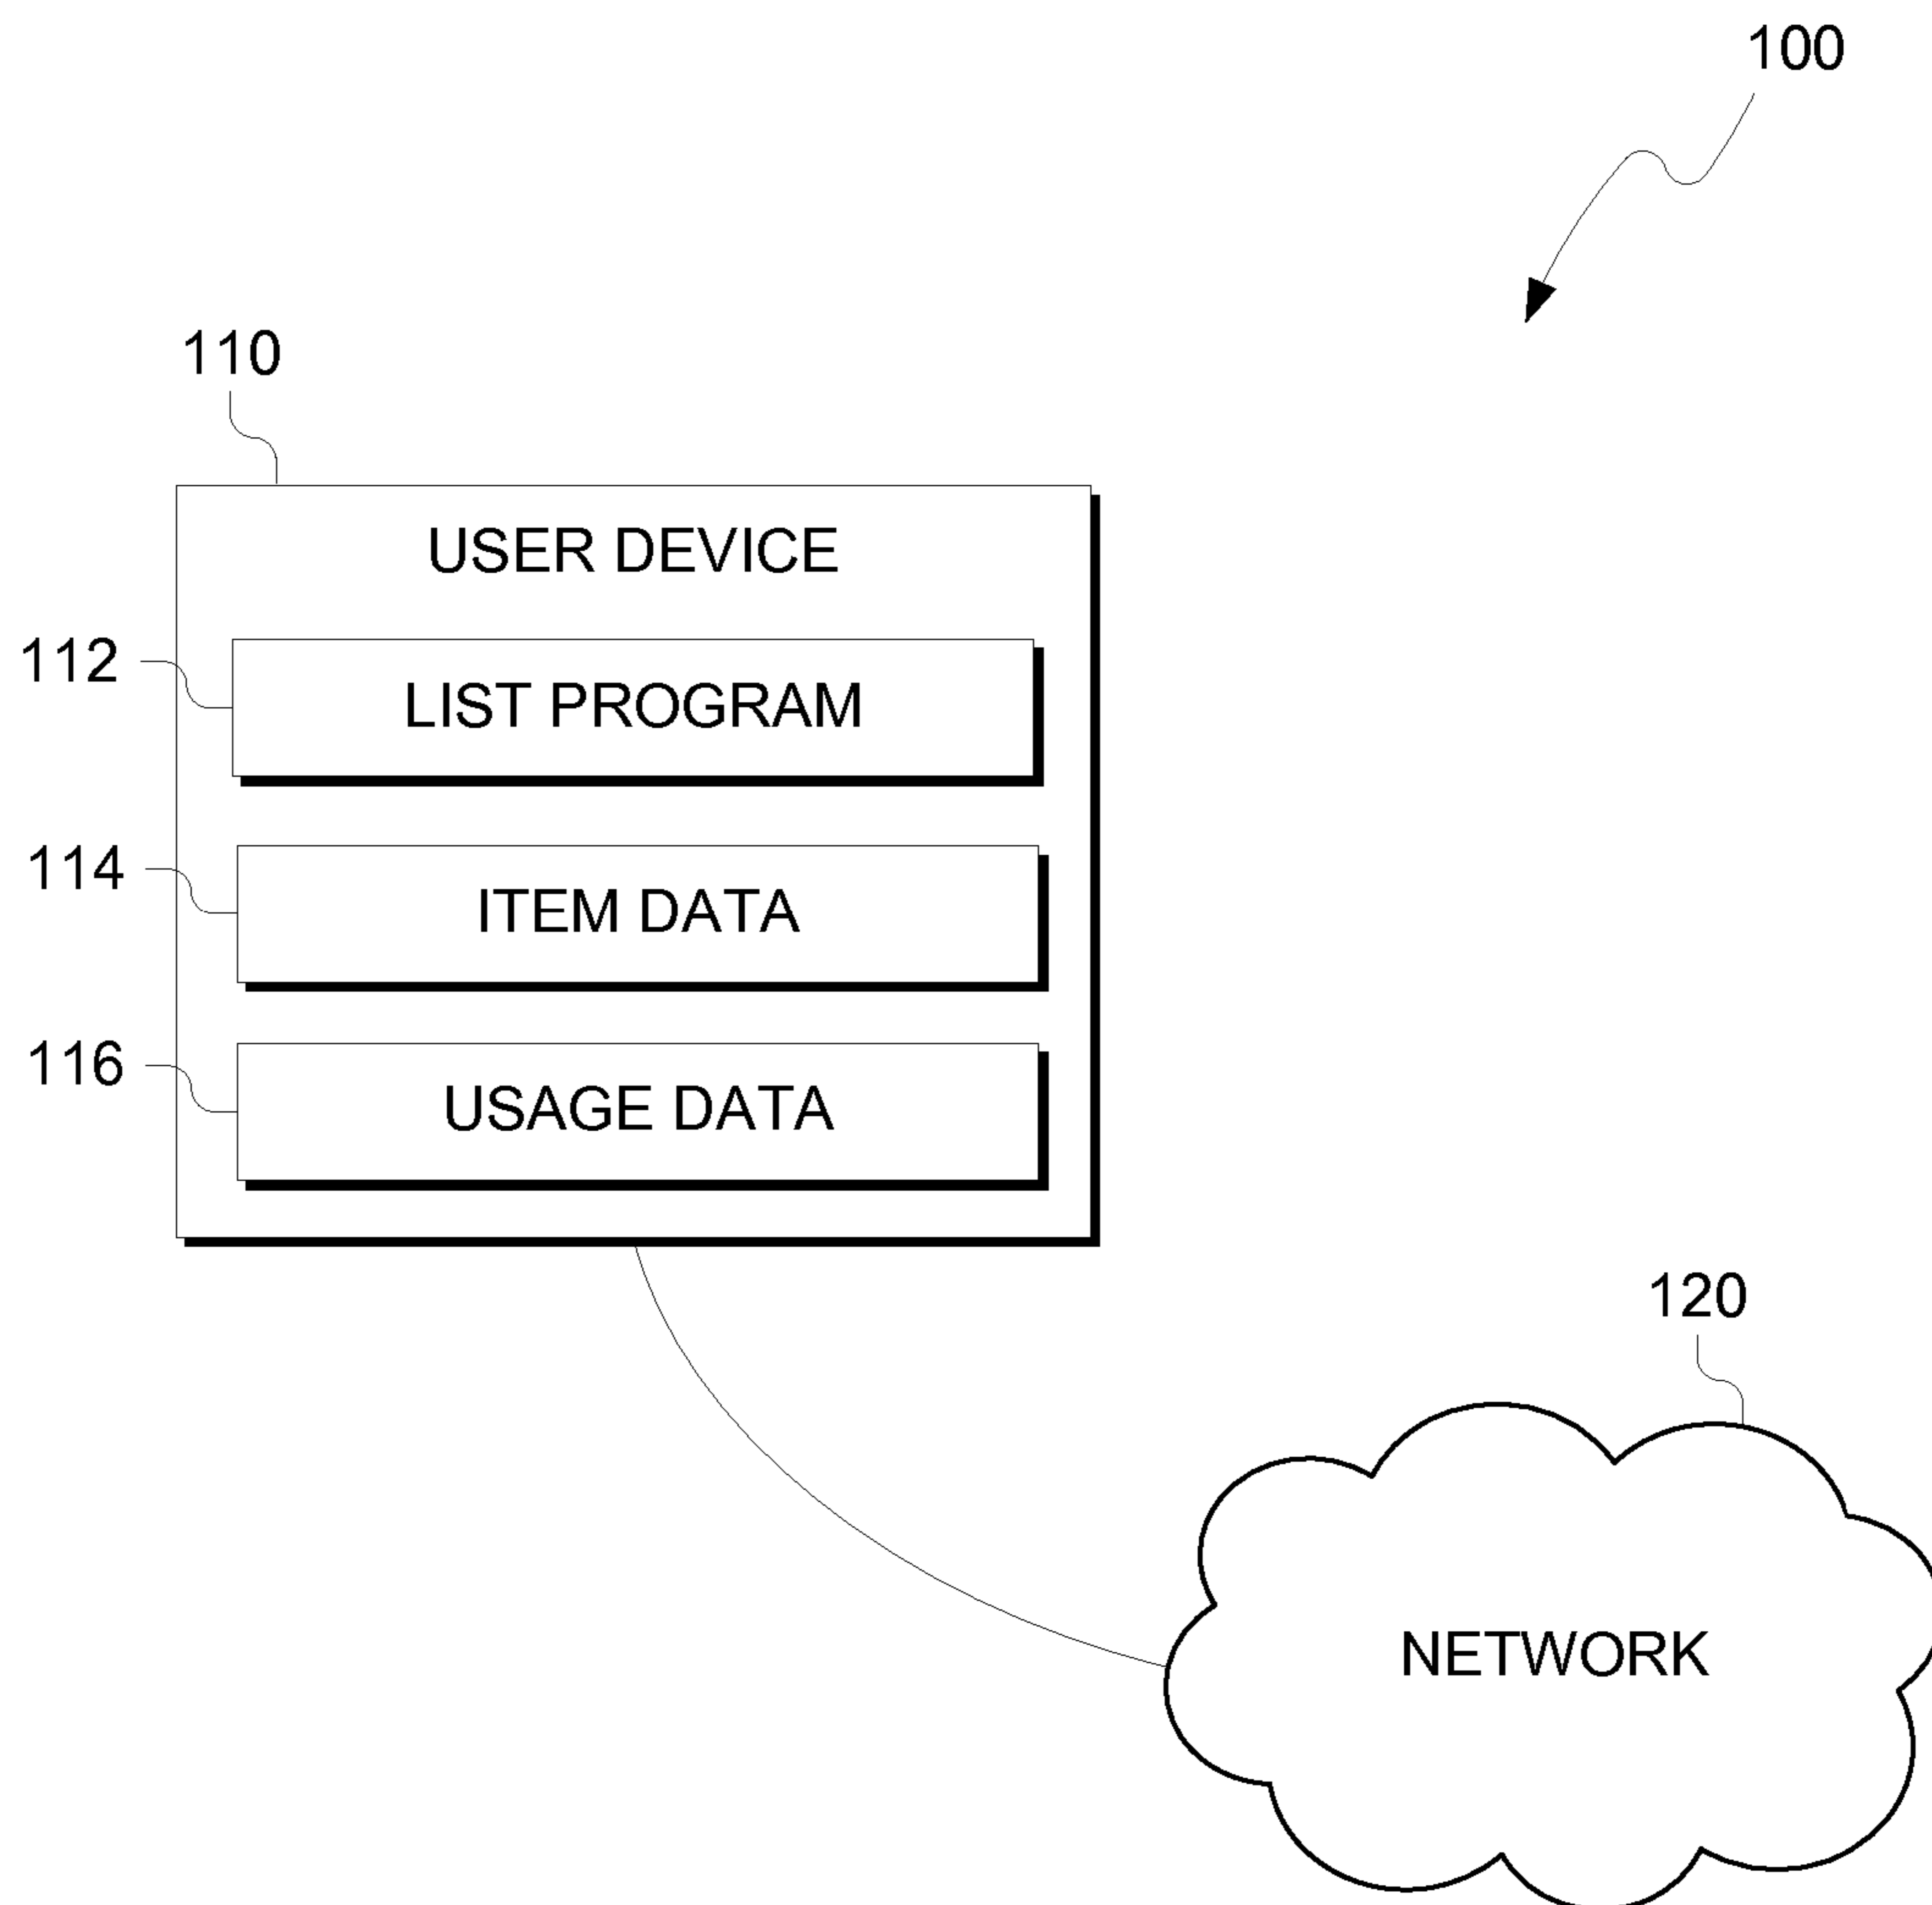 100
110
USER DEVICE
112
LIST PROGRAM
114
ITEM DATA
116
USAGE DATA
120
NETWORK